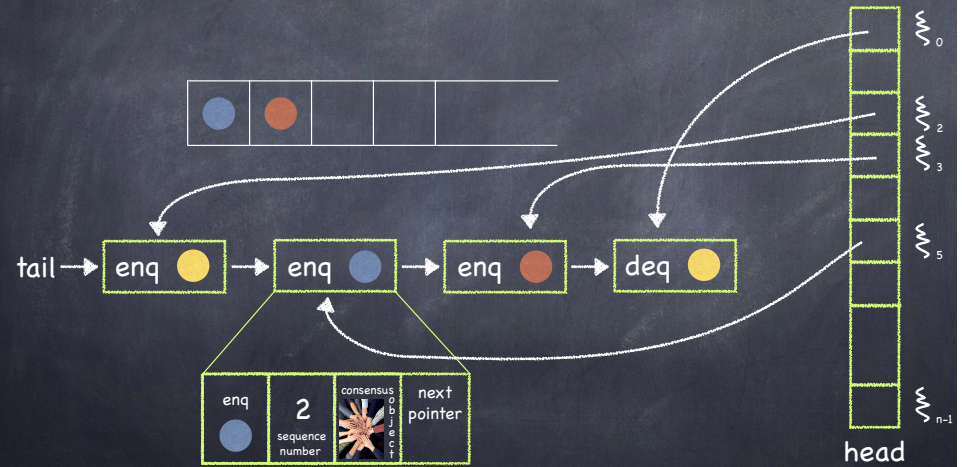 0
2
3
tail
enq
enq
enq
deq
5
enq
2
sequence
number
consensus
object
next
pointer
n-1
head